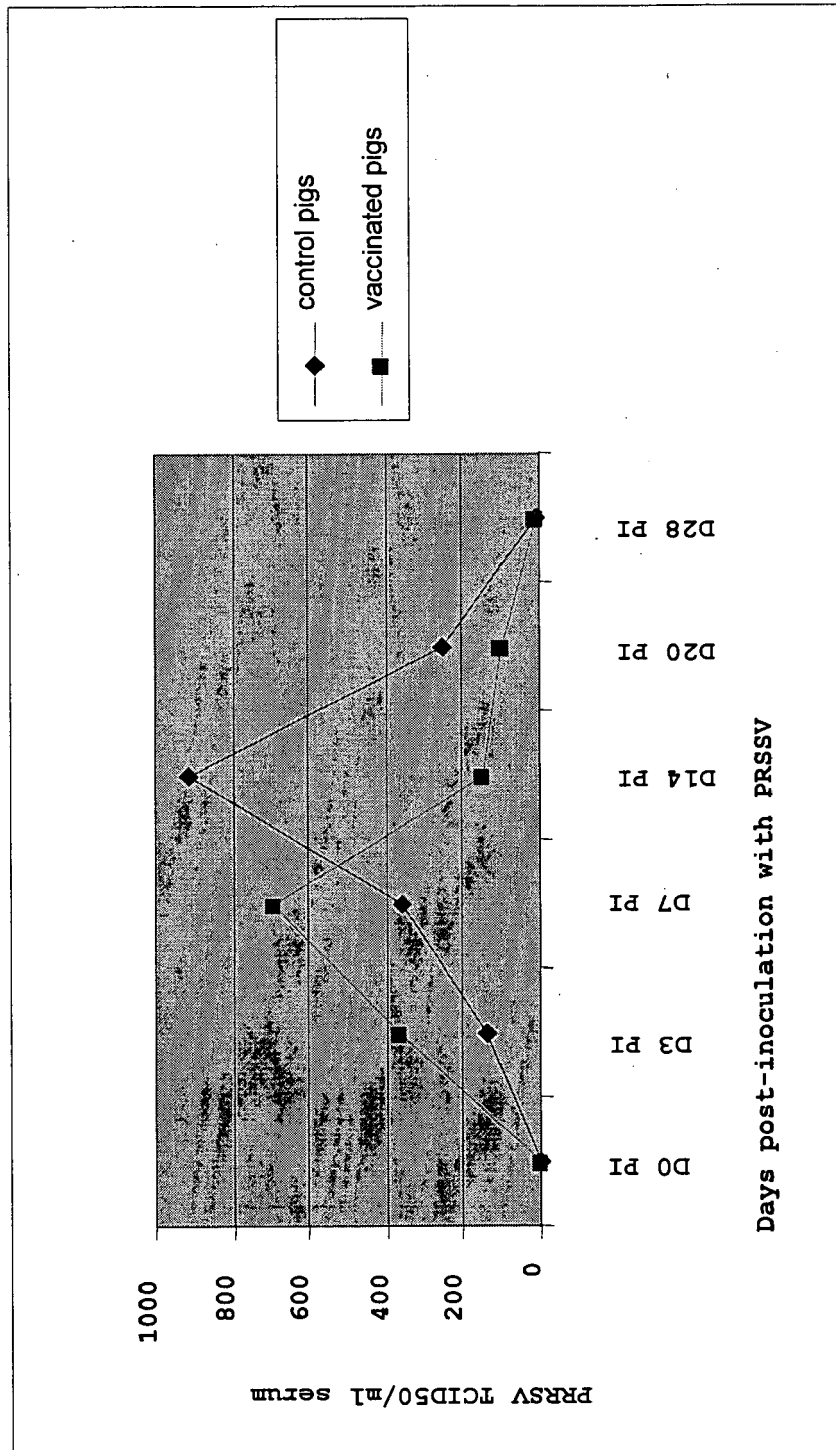 PRRSV TCID50/ml serum
1000
800
600
400
200
0
D0 PI
D3 PI
D7 PI
D14 PI
D20 PI
D28 PI
Days post-inoculation with PRSSV
control pigs
vaccinated pigs